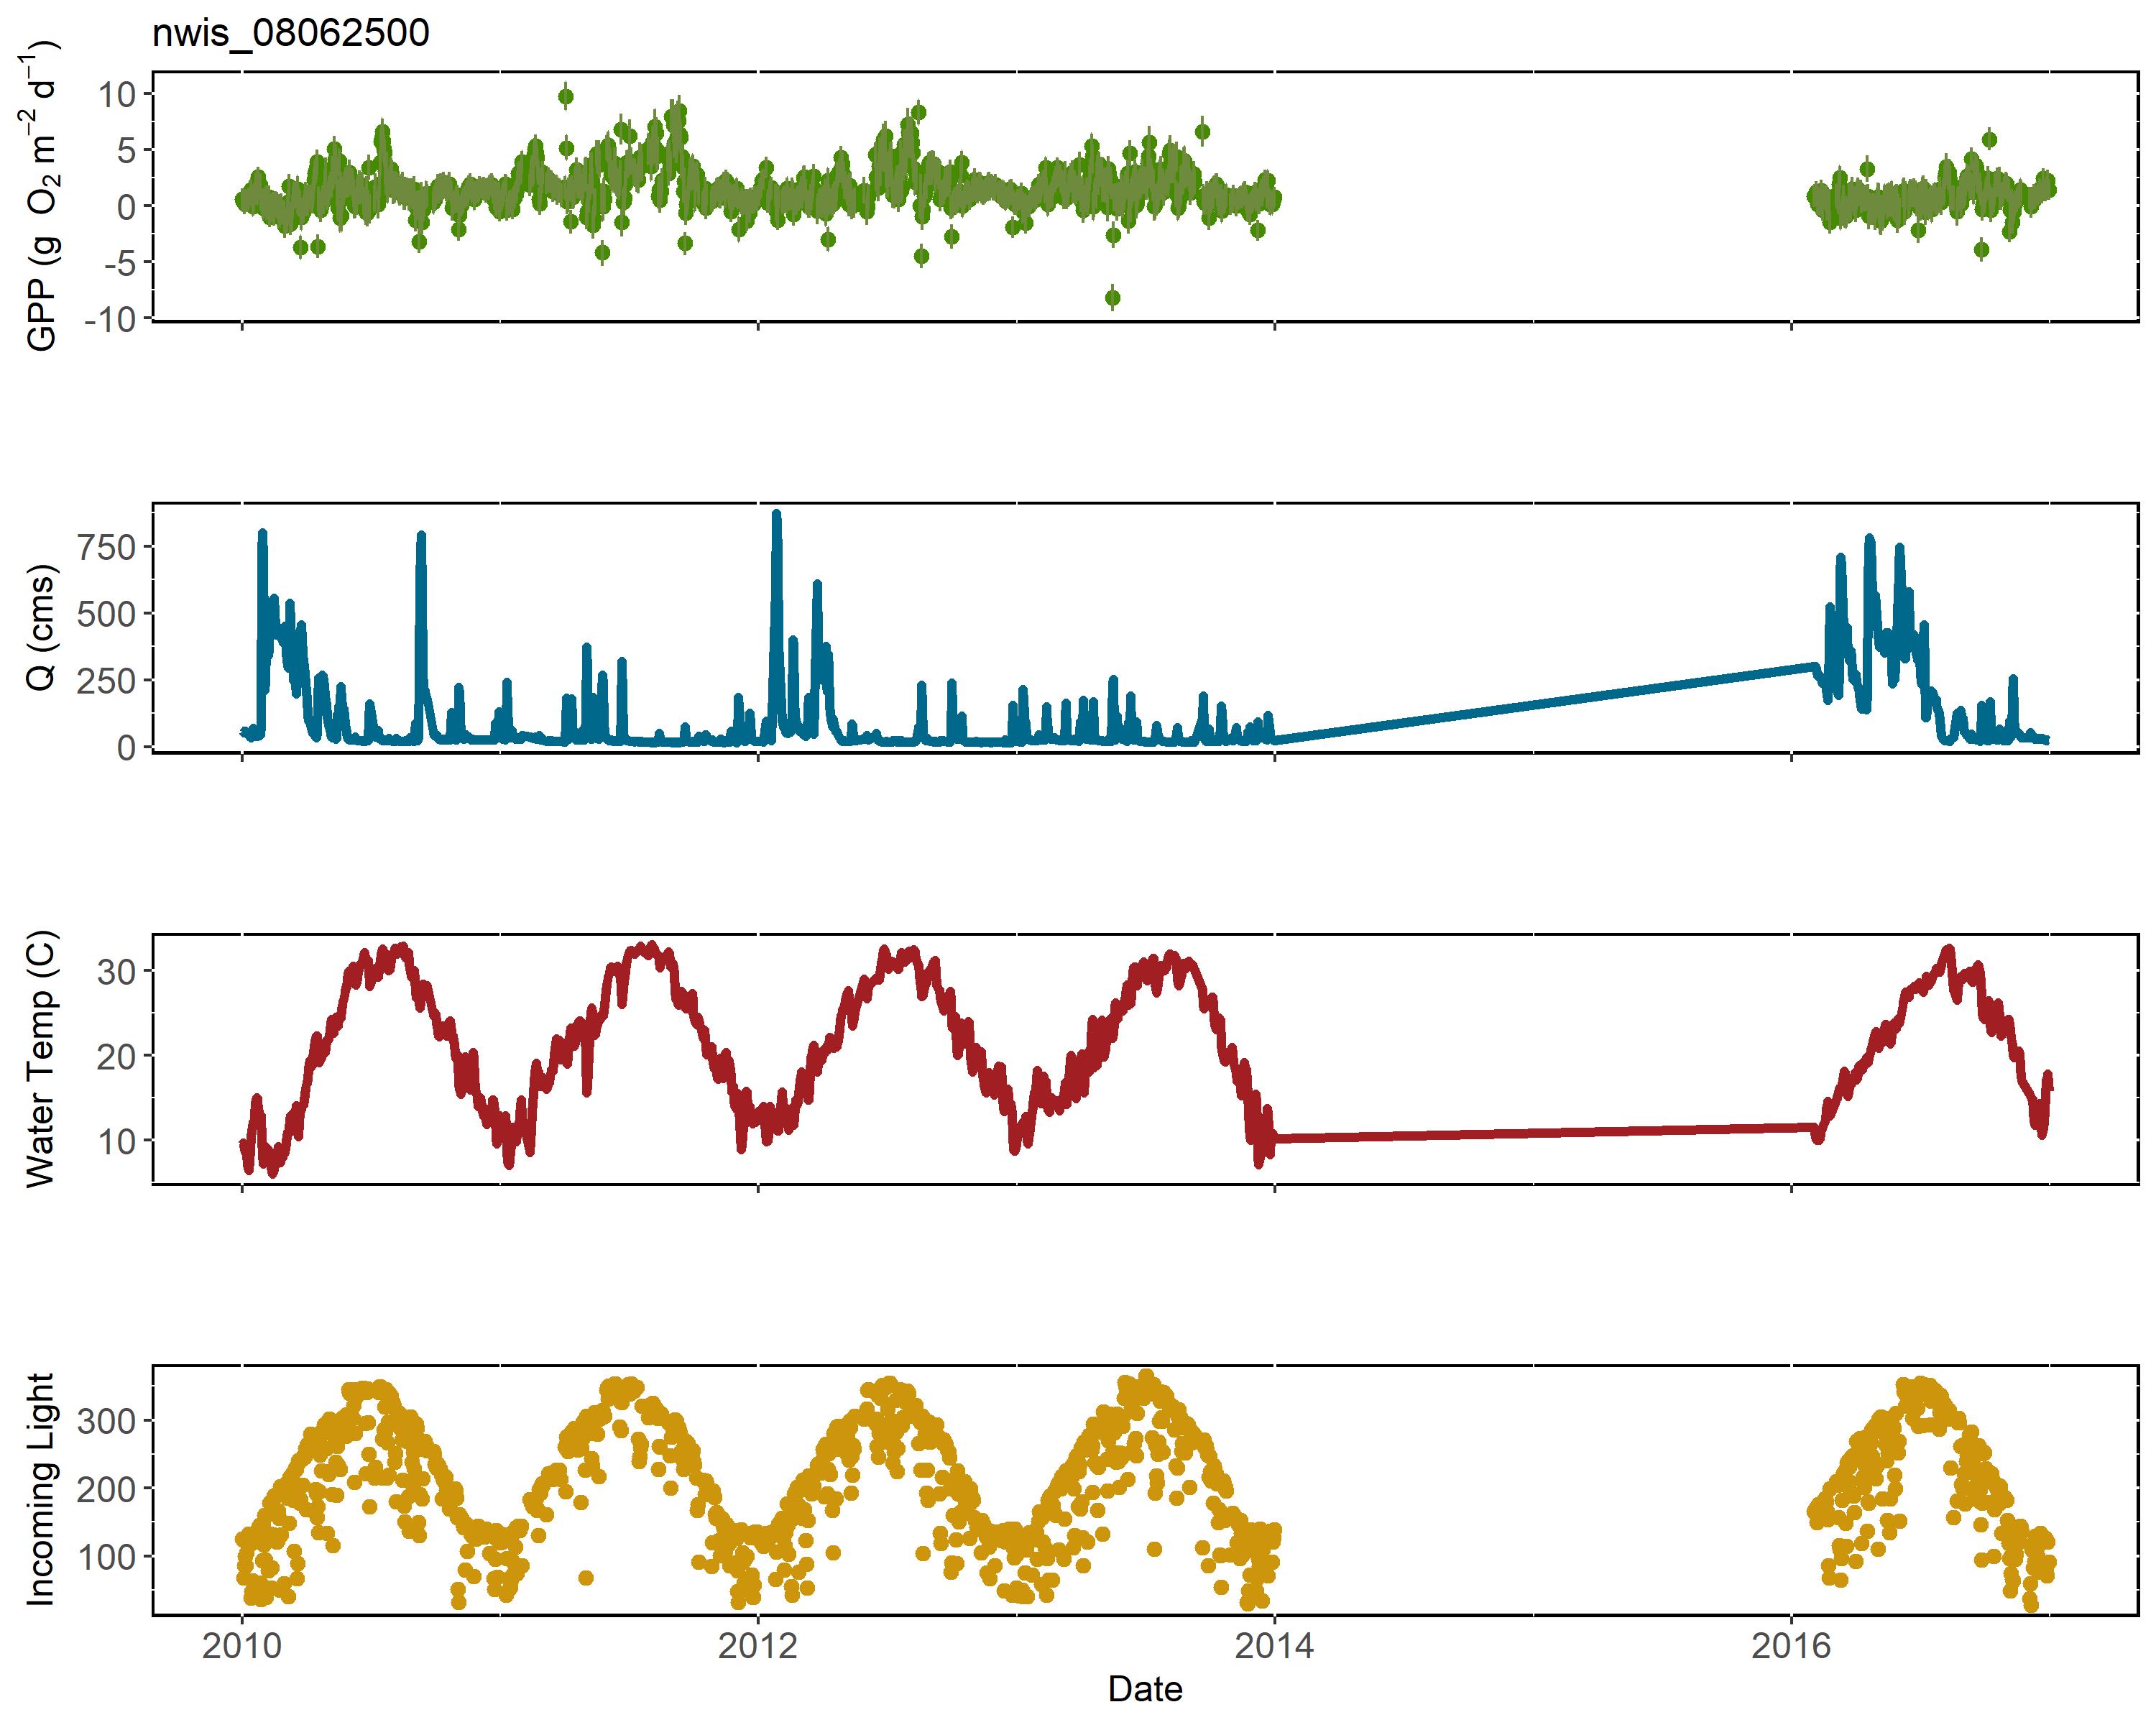 nwis_08062500
GPP (g O₂ m⁻² d⁻¹)
10
5
0
-5
-10
Q (cms)
750
500
250
0
Water Temp (C)
30
20
10
Incoming Light
300
200
100
2010 2012 2014 2016
Date